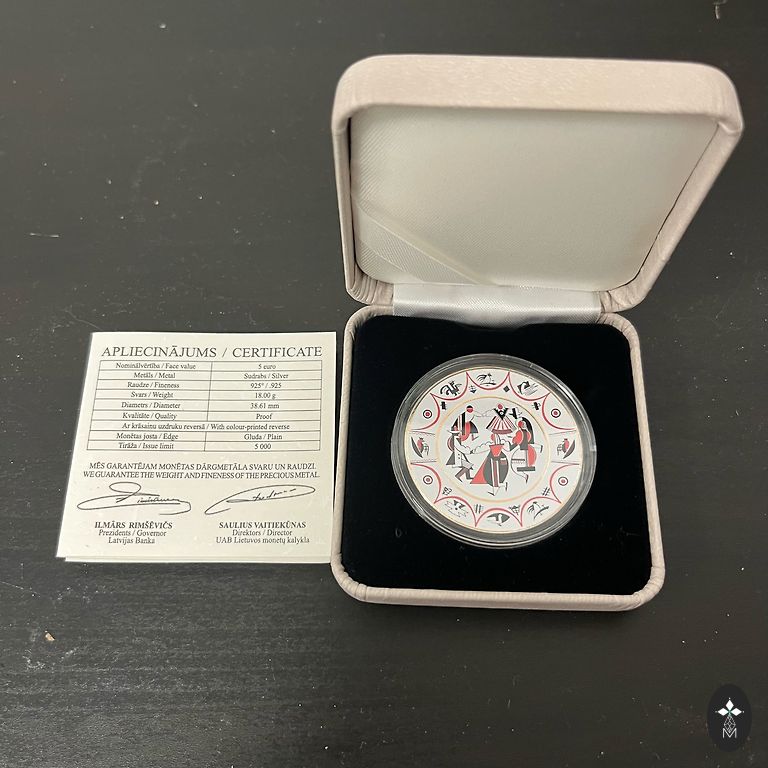 APLIECINĀJUMS / CERTIFICATE
Nominālvērtība / Face value 5 euro
Metāls / Metal Sudrabs / Silver
Raudze / Fineness 925° / .925
Svars / Weight 18.00 g
Diametrs / Diameter 38.61 mm
Kvalitāte / Quality Proof
Ar krāsainu uzdruku reversā / With colour-printed reverse
Monētas josta / Edge Gluda / Plain
Tirāža / Issue limit 5 000
MĒS GARANTĒJAM MONĒTAS DĀRGMETĀLA SVARU UN RAUDZI.
WE GUARANTEE THE WEIGHT AND FINENESS OF THE PRECIOUS METAL.
ILMĀRS RIMŠĒVIČS SAULIUS VAITIEKŪNAS
Prezidents / Governor Direktors / Director
Latvijas Banka UAB Lietuvos monetų kalykla
M